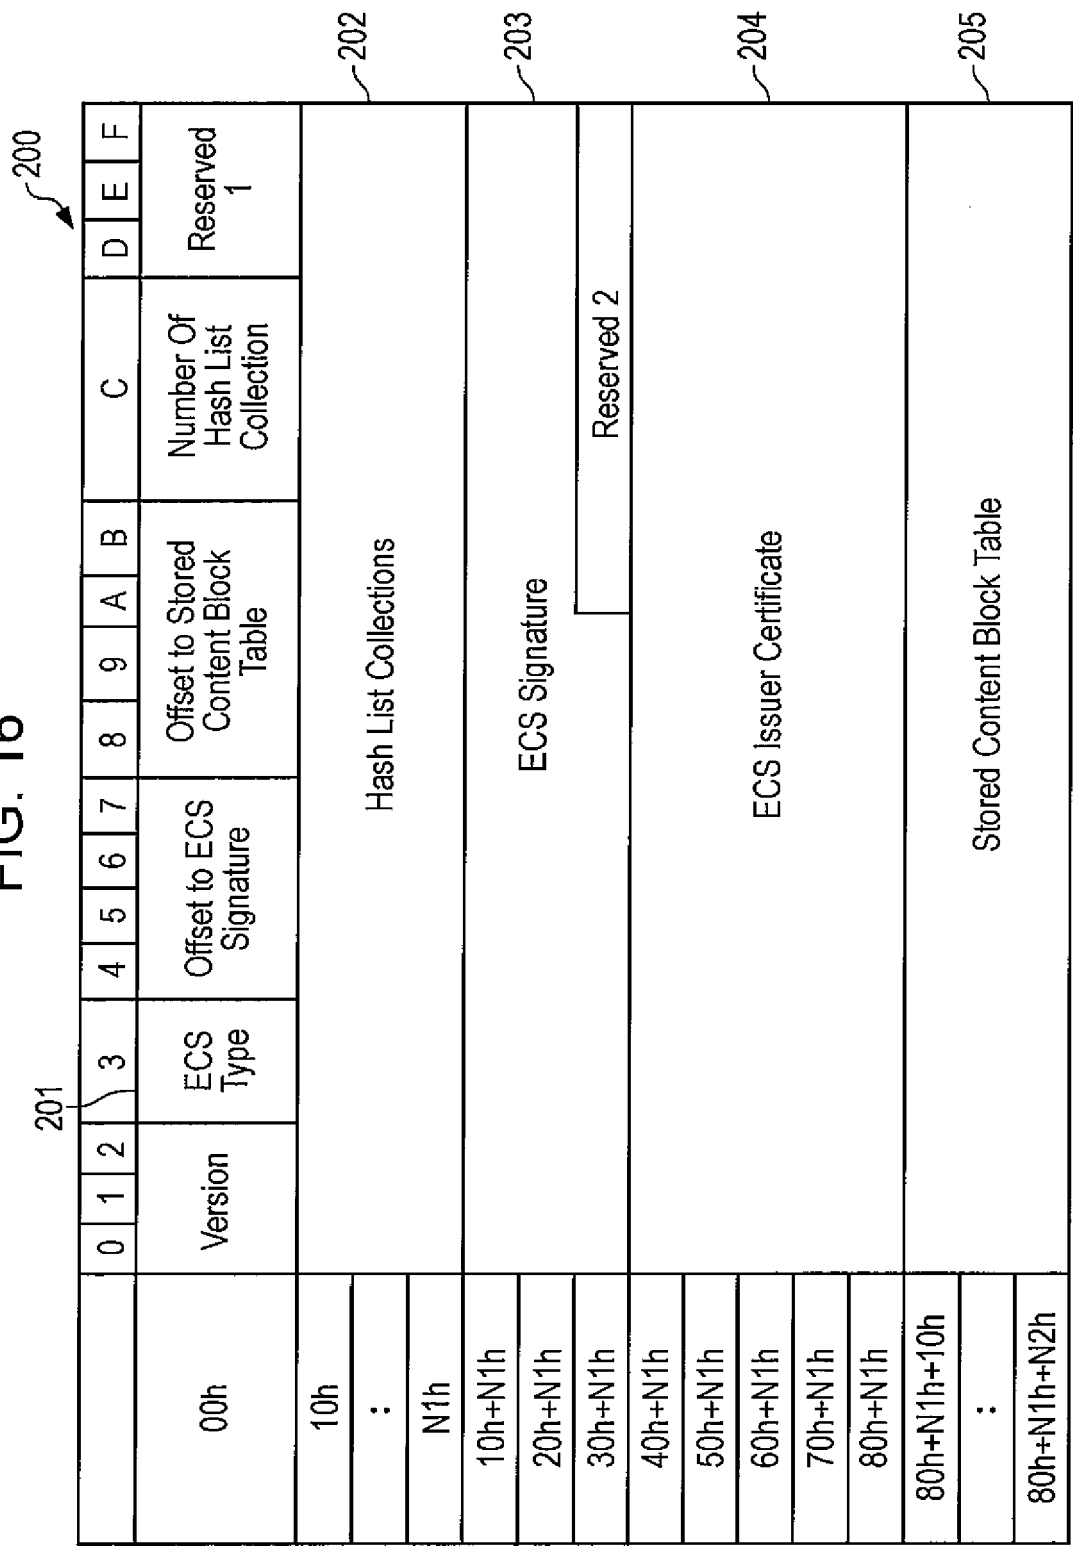 FIG. 16
200
201
0 1 2 3 4 5 6 7 8 9 A B C D E F
00h
Version
ECS
Type
Offset to ECS
Signature
Offset to Stored
Content Block
Table
Number Of
Hash List
Collection
Reserved
1
10h
:
N1h
Hash List Collections
202
10h+N1h
20h+N1h
30h+N1h
ECS Signature
Reserved 2
203
40h+N1h
50h+N1h
60h+N1h
70h+N1h
80h+N1h
ECS Issuer Certificate
204
80h+N1h+10h
:
80h+N1h+N2h
Stored Content Block Table
205